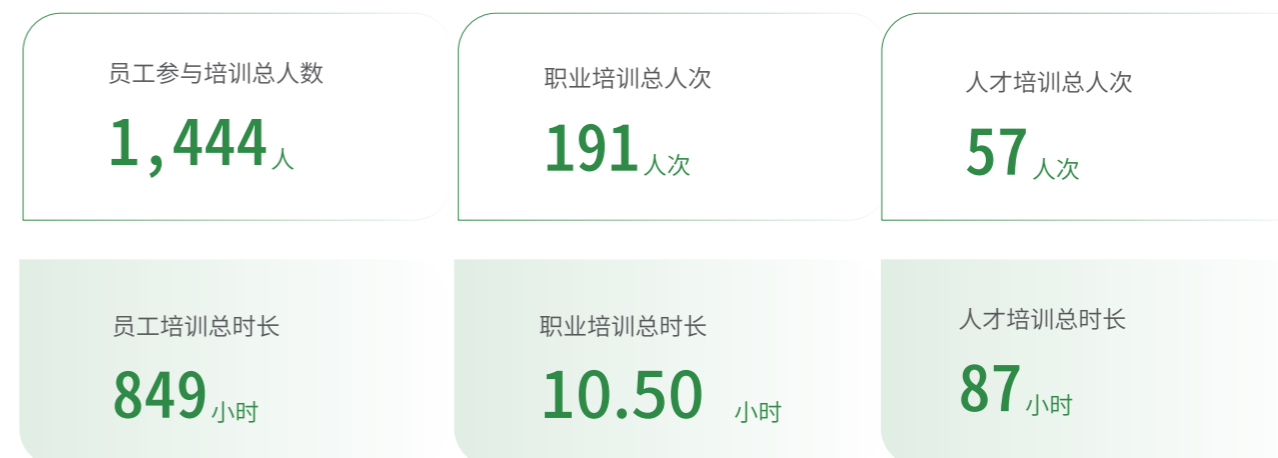 员工参与培训总人数
1,444人
职业培训总人次
191人次
人才培训总人次
57人次
员工培训总时长
849小时
职业培训总时长
10.50 小时
人才培训总时长
87小时